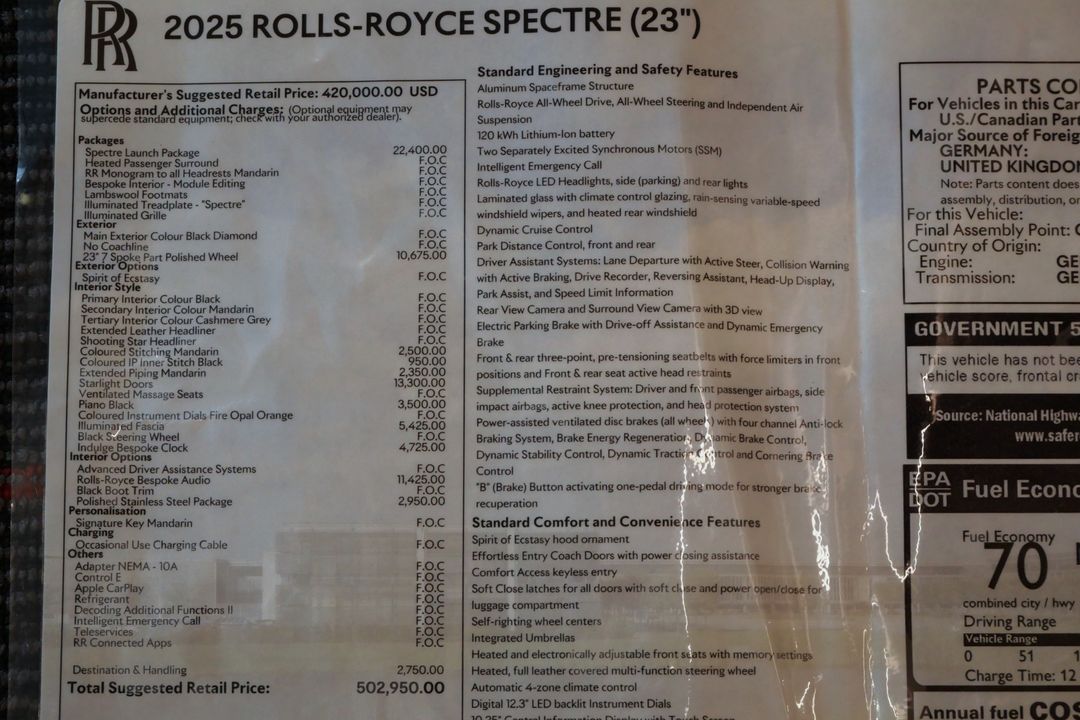 RR
2025 ROLLS-ROYCE SPECTRE (23")
Manufacturer's Suggested Retail Price: 420,000.00 USD
Options and Additional Charges: (Optional equipment may
supercede standard equipment; check with your authorized dealer).
Packages
Spectre Launch Package 22,400.00
Heated Passenger Surround F.O.C
RR Monogram to all Headrests Mandarin F.O.C
Bespoke Interior - Module Editing F.O.C
Lambswool Footmats F.O.C
Illuminated Treadplate - "Spectre" F.O.C
Illuminated Grille F.O.C
Exterior
Main Exterior Colour Black Diamond F.O.C
No Coachline F.O.C
23" 7 Spoke Part Polished Wheel 10,675.00
Exterior Options
Spirit of Ecstasy F.O.C
Interior Style
Primary Interior Colour Black F.O.C
Secondary Interior Colour Mandarin F.O.C
Tertiary Interior Colour Cashmere Grey F.O.C
Extended Leather Headliner F.O.C
Shooting Star Headliner F.O.C
Coloured Stitching Mandarin 2,500.00
Coloured IP Inner Stitch Black 950.00
Extended Piping Mandarin 2,350.00
Starlight Doors 13,300.00
Ventilated Massage Seats F.O.C
Piano Black 3,500.00
Coloured Instrument Dials Fire Opal Orange F.O.C
Illuminated Fascia 5,425.00
Black Steering Wheel F.O.C
Indulge Bespoke Clock 4,725.00
Interior Options
Advanced Driver Assistance Systems F.O.C
Rolls-Royce Bespoke Audio 11,425.00
Black Boot Trim F.O.C
Polished Stainless Steel Package 2,950.00
Personalisation
Signature Key Mandarin F.O.C
Charging
Occasional Use Charging Cable F.O.C
Others
Adapter NEMA - 10A F.O.C
Control E F.O.C
Apple CarPlay F.O.C
Refrigerant F.O.C
Decoding Additional Functions II F.O.C
Intelligent Emergency Call F.O.C
Teleservices F.O.C
RR Connected Apps F.O.C
Destination & Handling 2,750.00
Total Suggested Retail Price: 502,950.00
Standard Engineering and Safety Features
Aluminum Spaceframe Structure
Rolls-Royce All-Wheel Drive, All-Wheel Steering and Independent Air
Suspension
120 kWh Lithium-Ion battery
Two Separately Excited Synchronous Motors (SSM)
Intelligent Emergency Call
Rolls-Royce LED Headlights, side (parking) and rear lights
Laminated glass with climate control glazing, rain-sensing variable-speed
windshield wipers, and heated rear windshield
Dynamic Cruise Control
Park Distance Control, front and rear
Driver Assistant Systems: Lane Departure with Active Steer, Collision Warning
with Active Braking, Drive Recorder, Reversing Assistant, Head-Up Display,
Park Assist, and Speed Limit Information
Rear View Camera and Surround View Camera with 3D view
Electric Parking Brake with Drive-off Assistance and Dynamic Emergency
Brake
Front & rear three-point, pre-tensioning seatbelts with force limiters in front
positions and Front & rear seat active head restraints
Supplemental Restraint System: Driver and front passenger airbags, side
impact airbags, active knee protection, and head protection system
Power-assisted ventilated disc brakes (all wheel) with four channel Anti-lock
Braking System, Brake Energy Regeneration, Dynamic Brake Control,
Dynamic Stability Control, Dynamic Traction Control and Cornering Brake
Control
"B" (Brake) Button activating one-pedal driving mode for stronger brake
recuperation
Standard Comfort and Convenience Features
Spirit of Ecstasy hood ornament
Effortless Entry Coach Doors with power closing assistance
Comfort Access keyless entry
Soft Close latches for all doors with soft close and power open/close for
luggage compartment
Self-righting wheel centers
Integrated Umbrellas
Heated and electronically adjustable front seats with memory settings
Heated, full leather covered multi-function steering wheel
Automatic 4-zone climate control
Digital 12.3" LED backlit Instrument Dials
10.25" Control Information Display with Touch Screen
PARTS CO
For Vehicles in this Car
U.S./Canadian Part
Major Source of Foreig
GERMANY:
UNITED KINGDO
Note: Parts content does
assembly, distribution, or
For this Vehicle:
Final Assembly Point:
Country of Origin:
Engine: GE
Transmission: GE
GOVERNMENT 5
This vehicle has not bee
vehicle score, frontal cr
Source: National Highwa
www.safer
EPA
DOT
Fuel Econo
Fuel Economy
70
combined city / hwy
Driving Range
Vehicle Range
0 51 1
Charge Time: 12
Annual fuel COS